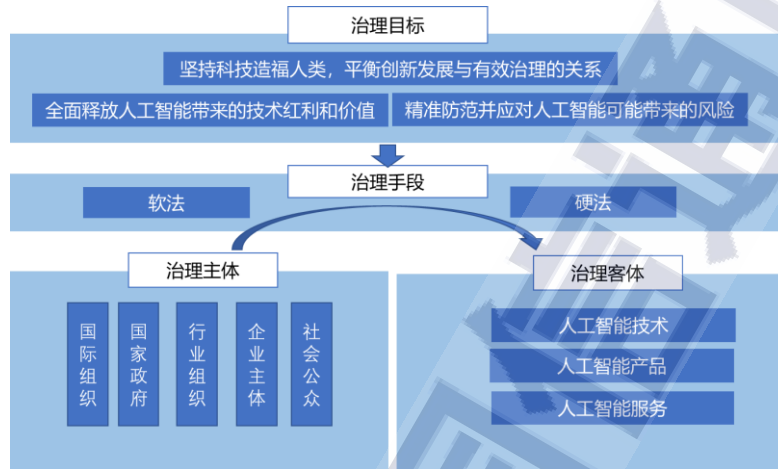 治理目标
坚持科技造福人类，平衡创新发展与有效治理的关系
全面释放人工智能带来的技术红利和价值
精准防范并应对人工智能可能带来的风险
治理手段
软法
硬法
治理主体
治理客体
国际组织
国家政府
行业组织
企业主体
社会公众
人工智能技术
人工智能产品
人工智能服务